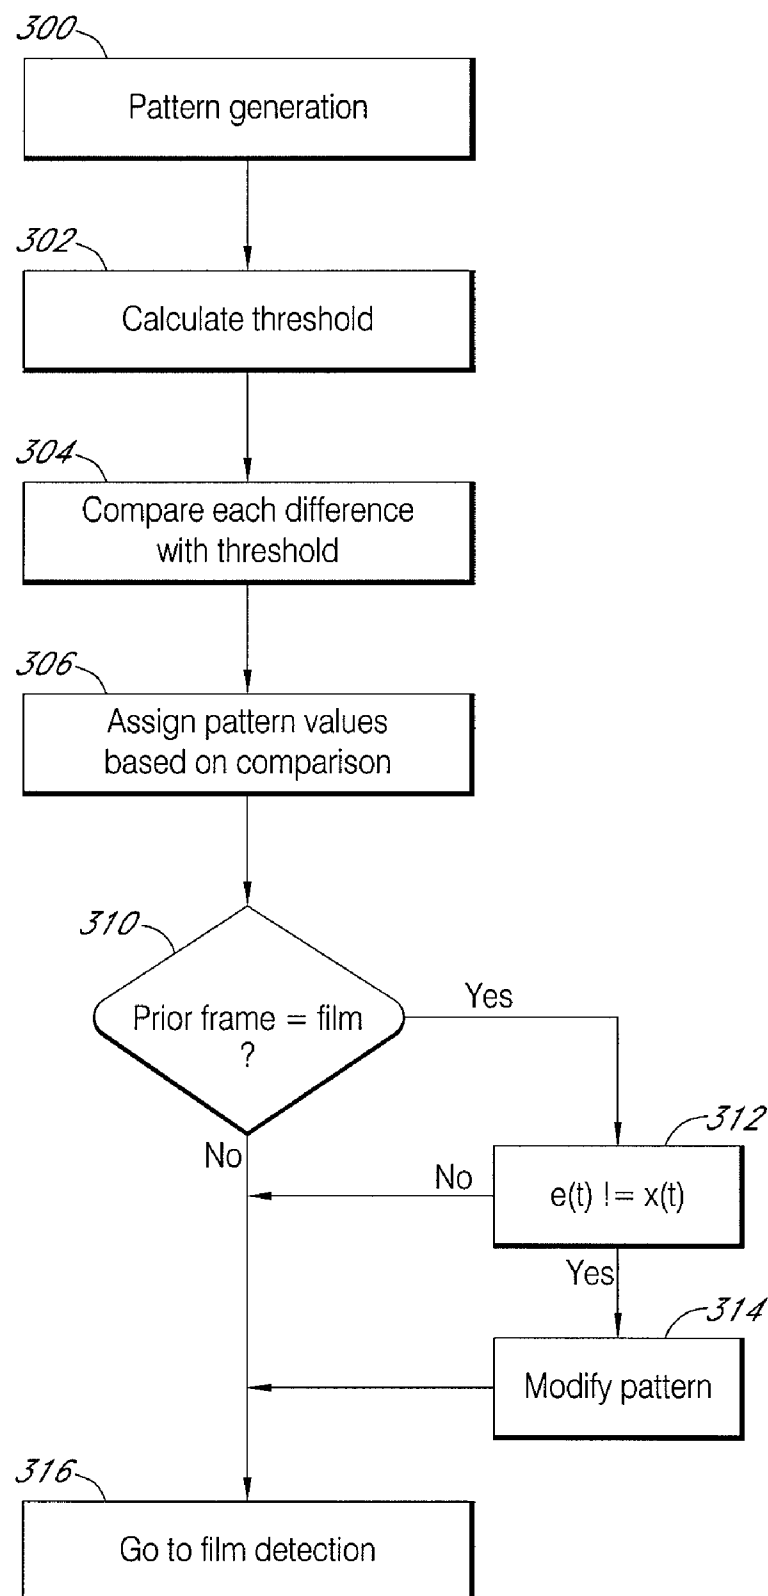 300
Pattern generation
302
Calculate threshold
304
Compare each difference
with threshold
306
Assign pattern values
based on comparison
310
Prior frame = film
?
Yes
No
312
e(t) != x(t)
No
Yes
314
Modify pattern
316
Go to film detection